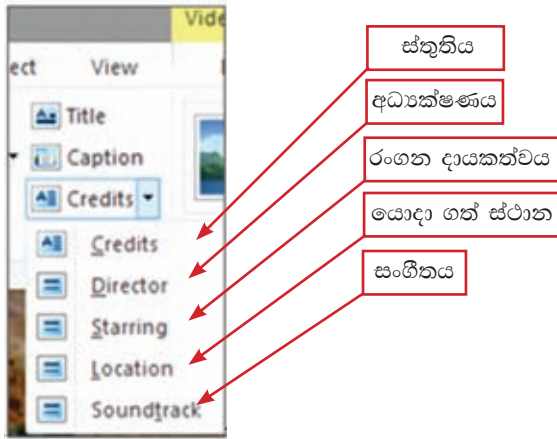 Vide
ect View
Title
Caption
Credits
Credits
Director
Starring
Location
Soundtrack
ස්තුතිය
අධ්‍යක්ෂණය
රංගන දායකත්වය
යොදා ගත් ස්ථාන
සංගීතය